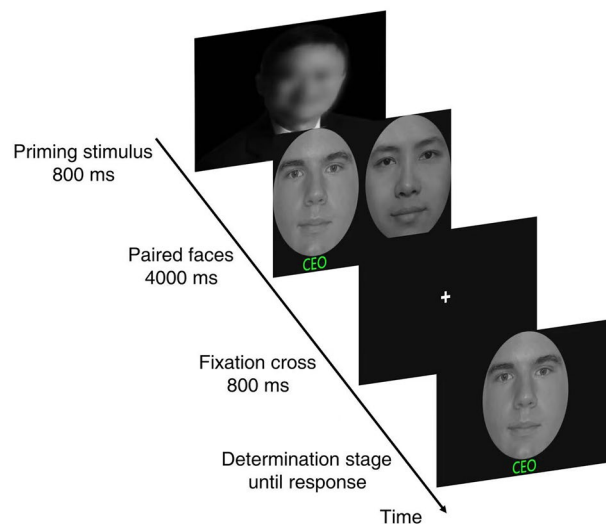 Priming stimulus
800 ms
CEO
Paired faces
4000 ms
Fixation cross
800 ms
Determination stage
until response
CEO
Time